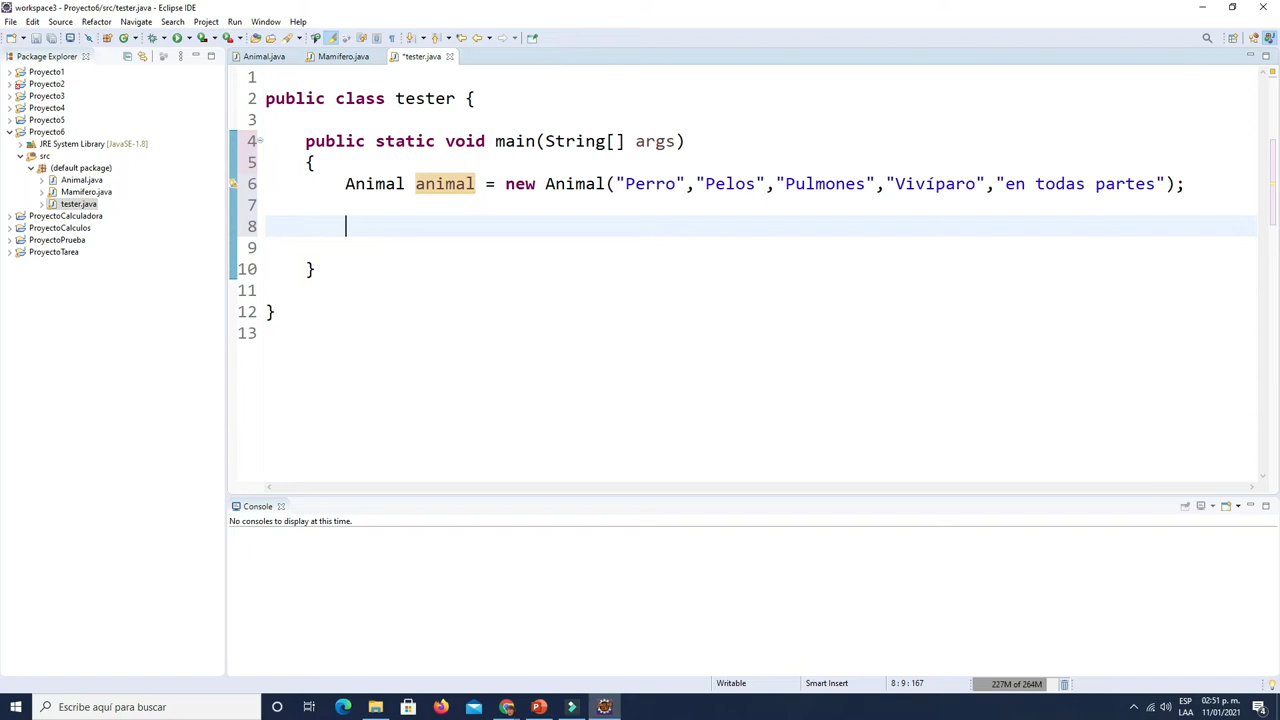 workspace3 - Proyecto6/src/tester.java - Eclipse IDE
File Edit Source Refactor Navigate Search Project Run Window Help
Package Explorer
Animal.java Mamifero.java *tester.java
Proyecto1
Proyecto2
Proyecto3
Proyecto4
Proyecto5
Proyecto6
JRE System Library [JavaSE-1.8]
src
(default package)
Animal.java
Mamifero.java
tester.java
ProyectoCalculadora
ProyectoCalculos
ProyectoPrueba
ProyectoTarea
1
2 public class tester {
3
4 public static void main(String[] args)
5 {
6 Animal animal = new Animal("Perro","Pelos","Pulmones","Vivíparo","en todas partes");
7
8
9
10 }
11
12 }
13
Console
No consoles to display at this time.
Writable Smart Insert 8 : 9 : 167 227M of 264M
Escribe aquí para buscar
ESP 02:51 p. m.
LAA 11/01/2021
4